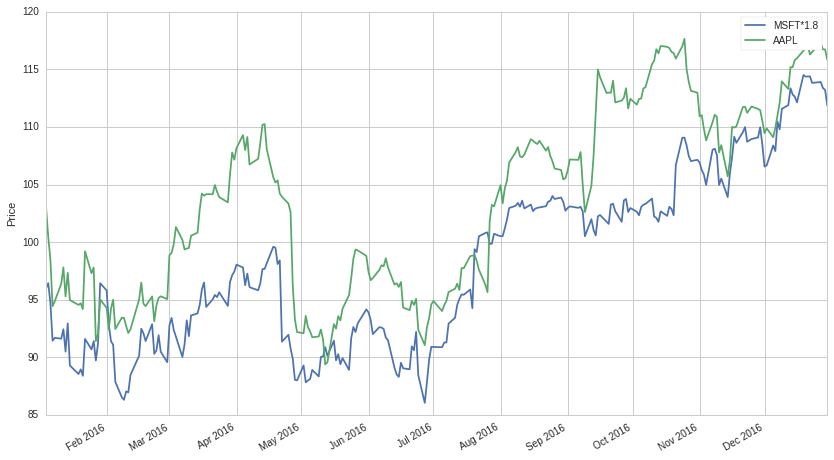 120
115
110
105
100
95
90
85
Price
MSFT*1.8
AAPL
Feb 2016
Mar 2016
Apr 2016
May 2016
Jun 2016
Jul 2016
Aug 2016
Sep 2016
Oct 2016
Nov 2016
Dec 2016